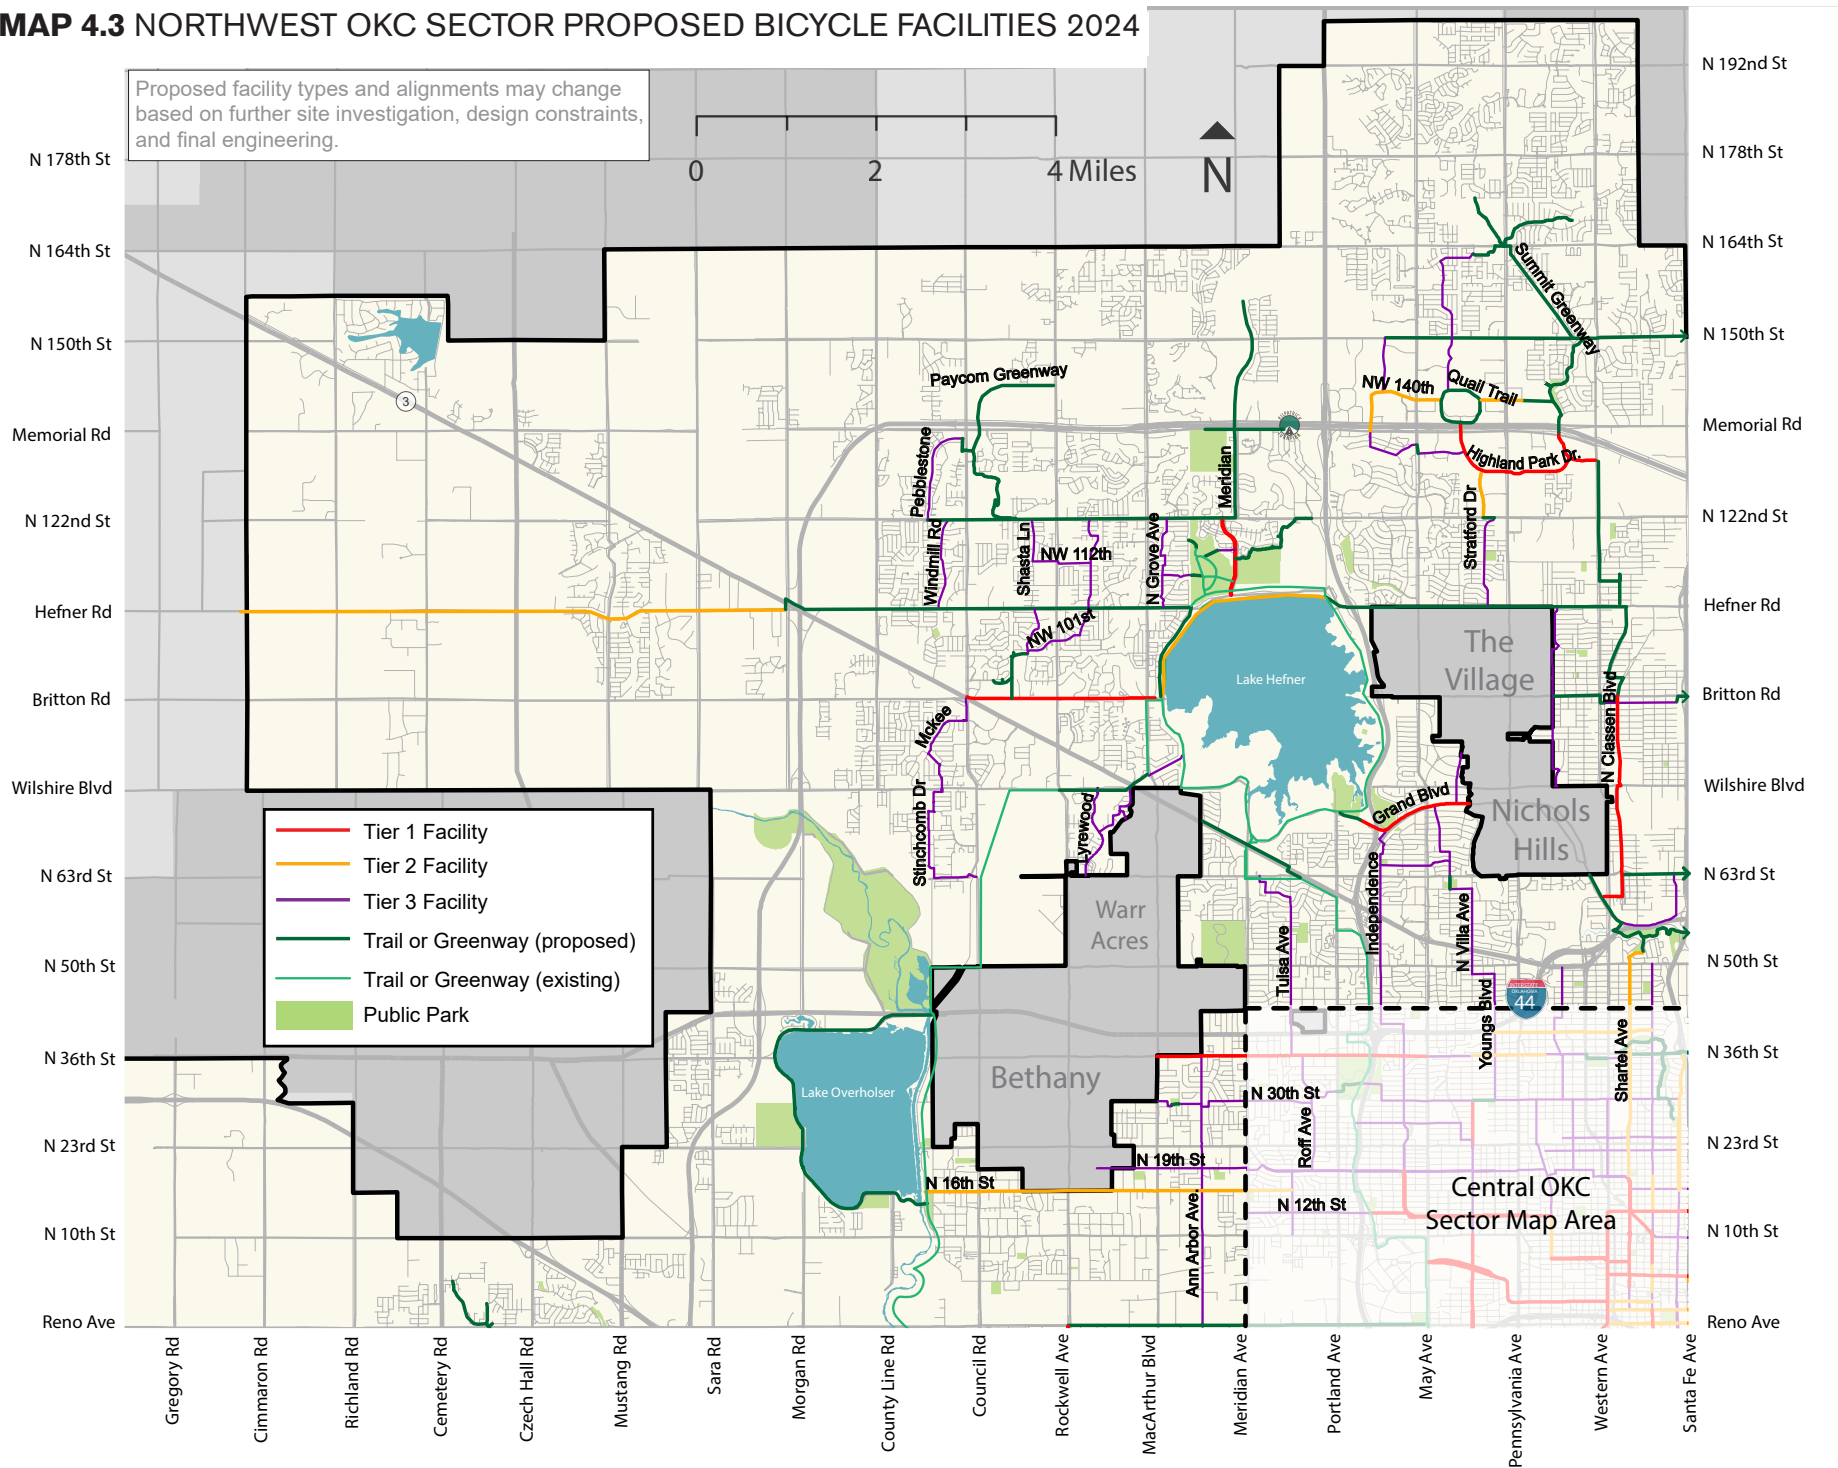 MAP 4.3 NORTHWEST OKC SECTOR PROPOSED BICYCLE FACILITIES 2024
Proposed facility types and alignments may change
based on further site investigation, design constraints,
and final engineering.
0 2 4 Miles
N
N 178th St
N 164th St
N 150th St
Memorial Rd
N 122nd St
Hefner Rd
Britton Rd
Wilshire Blvd
N 63rd St
N 50th St
N 36th St
N 23rd St
N 10th St
Reno Ave
N 192nd St
N 178th St
N 164th St
N 150th St
Memorial Rd
N 122nd St
Hefner Rd
Britton Rd
Wilshire Blvd
N 63rd St
N 50th St
N 36th St
N 23rd St
N 10th St
Reno Ave
3
Summit Greenway
Paycom Greenway
NW 140th
Quail Trail
Highland Park Dr.
Pebblestone
Meridian
Stratford Dr
Windmill Rd
Shasta Ln
NW 112th
N Grove Ave
NW 101st
Lake Hefner
The
Village
Mckee
N Classen Blvd
Stinchcomb Dr
Lyrewood
Grand Blvd
Nichols
Hills
Tier 1 Facility
Tier 2 Facility
Tier 3 Facility
Trail or Greenway (proposed)
Trail or Greenway (existing)
Public Park
Warr
Acres
Independence
N Villa Ave
Tulsa Ave
INTERSTATE
OKLAHOMA
44
Youngs Blvd
Shartel Ave
Bethany
Lake Overholser
N 30th St
Roff Ave
N 19th St
N 16th St
N 12th St
Ann Arbor Ave
Central OKC
Sector Map Area
Gregory Rd
Cimmaron Rd
Richland Rd
Cemetery Rd
Czech Hall Rd
Mustang Rd
Sara Rd
Morgan Rd
County Line Rd
Council Rd
Rockwell Ave
MacArthur Blvd
Meridian Ave
Portland Ave
May Ave
Pennsylvania Ave
Western Ave
Santa Fe Ave